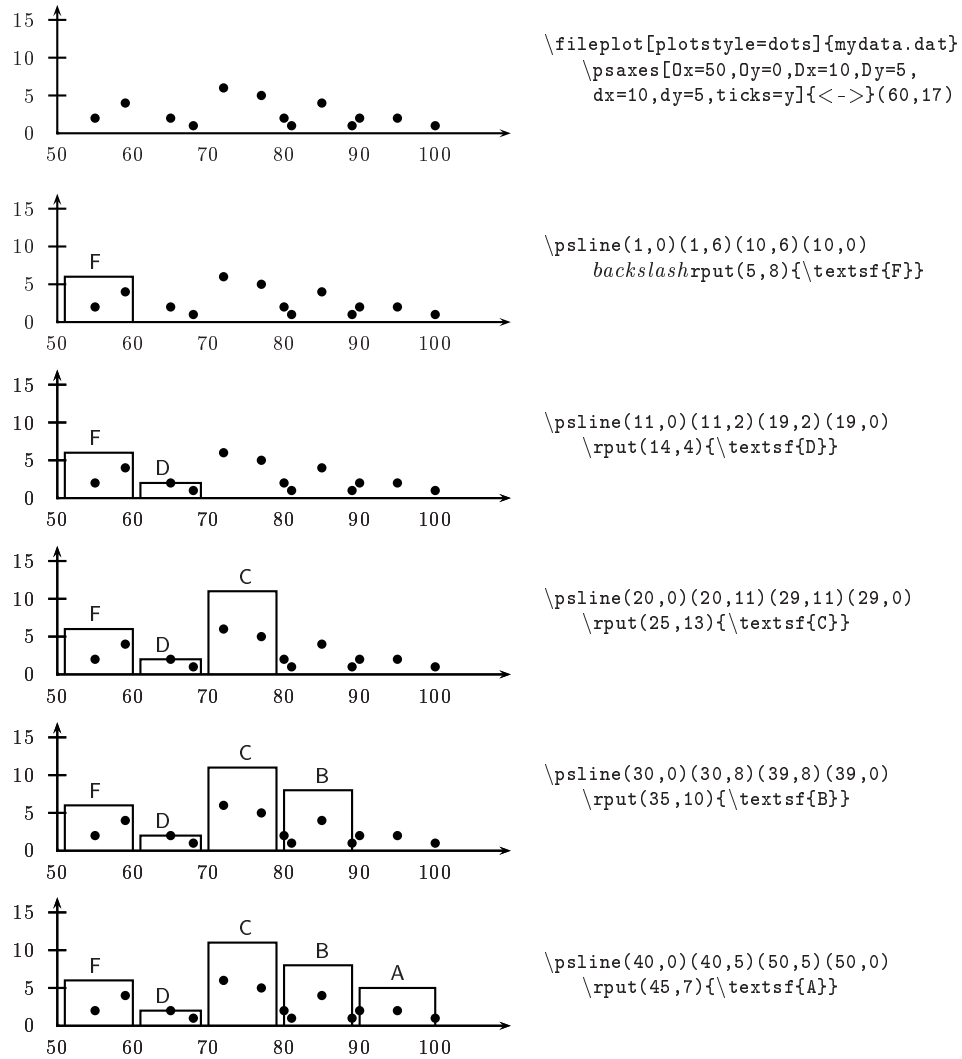 15
10
5
0
50 60 70 80 90 100
\fileplot[plotstyle=dots]{mydata.dat}
\psaxes[Ox=50,Oy=0,Dx=10,Dy=5,
dx=10,dy=5,ticks=y]{<->}(60,17)
15
10
5
0
F
50 60 70 80 90 100
\psline(1,0)(1,6)(10,6)(10,0)
backslashrput(5,8){\textsf{F}}
15
10
5
0
F
D
50 60 70 80 90 100
\psline(11,0)(11,2)(19,2)(19,0)
\rput(14,4){\textsf{D}}
15
10
5
0
F
D
C
50 60 70 80 90 100
\psline(20,0)(20,11)(29,11)(29,0)
\rput(25,13){\textsf{C}}
15
10
5
0
F
D
C
B
50 60 70 80 90 100
\psline(30,0)(30,8)(39,8)(39,0)
\rput(35,10){\textsf{B}}
15
10
5
0
F
D
C
B
A
50 60 70 80 90 100
\psline(40,0)(40,5)(50,5)(50,0)
\rput(45,7){\textsf{A}}